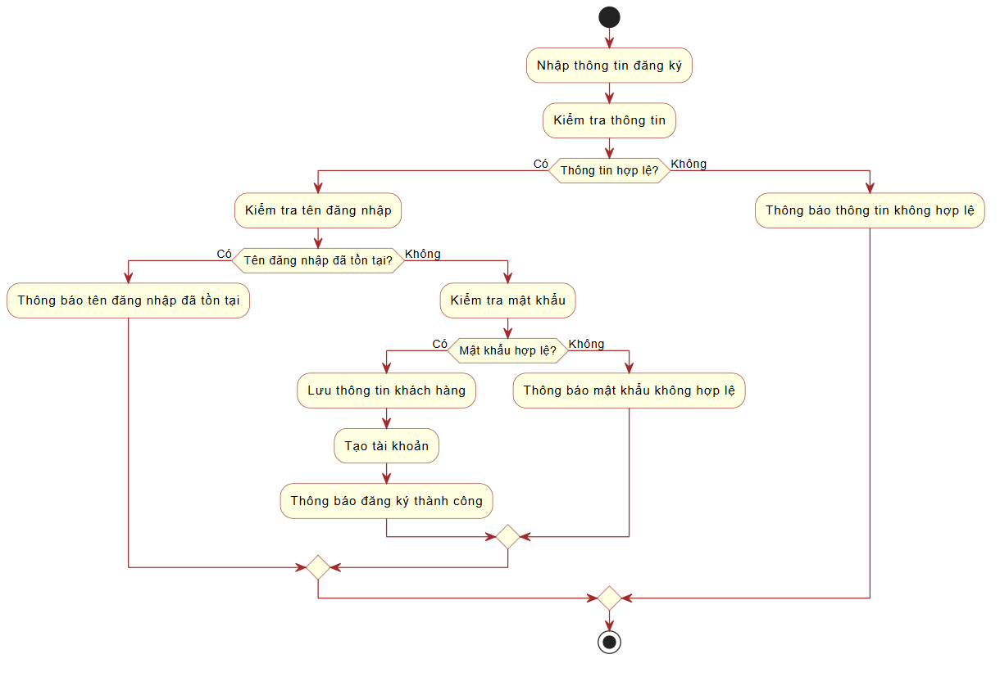 Nhập thông tin đăng ký
Kiểm tra thông tin
Có
Thông tin hợp lệ?
Không
Kiểm tra tên đăng nhập
Thông báo thông tin không hợp lệ
Có
Tên đăng nhập đã tồn tại?
Không
Thông báo tên đăng nhập đã tồn tại
Kiểm tra mật khẩu
Có
Mật khẩu hợp lệ?
Không
Lưu thông tin khách hàng
Thông báo mật khẩu không hợp lệ
Tạo tài khoản
Thông báo đăng ký thành công